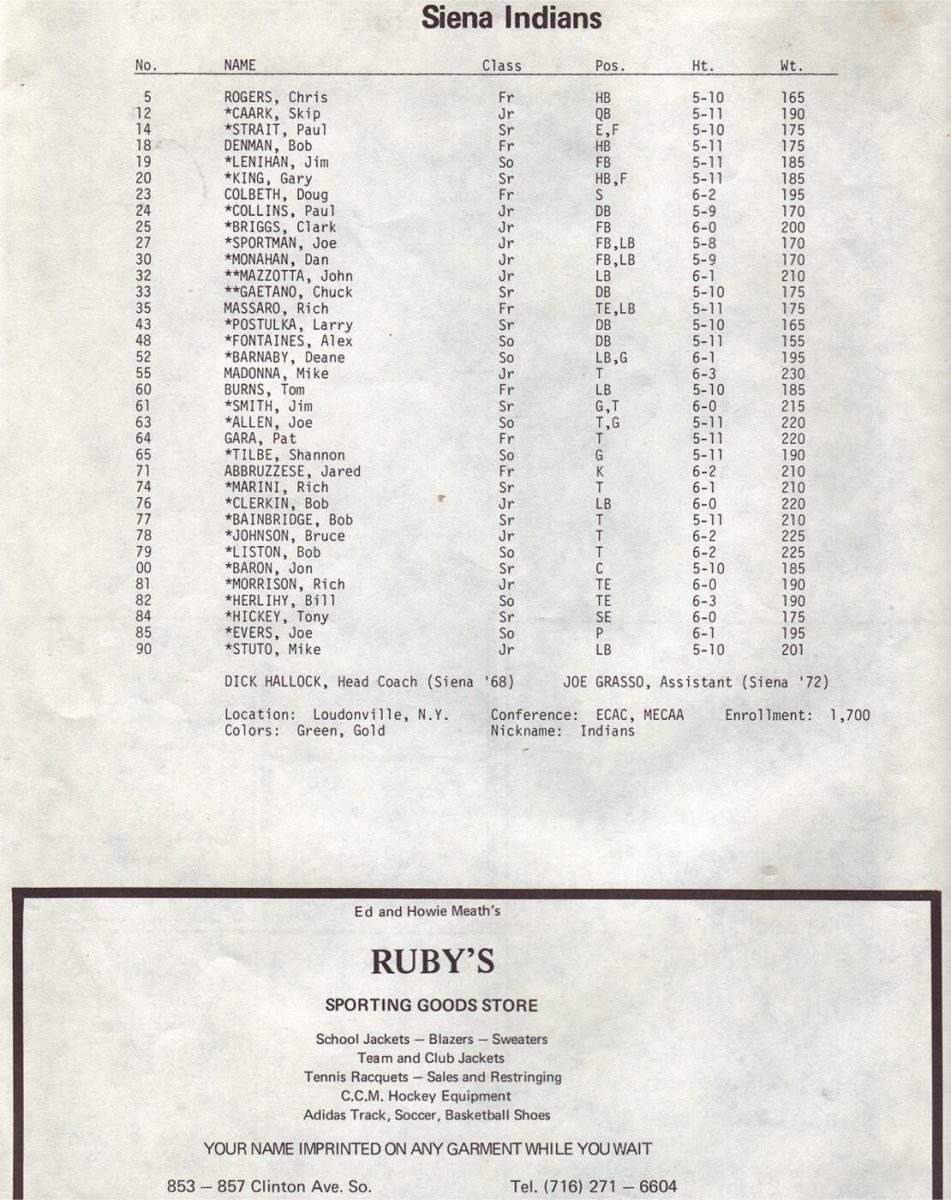 Siena Indians
No. NAME Class Pos. Ht. Wt.
5 ROGERS, Chris Fr HB 5-10 165
12 *CAARK, Skip Jr QB 5-11 190
14 *STRAIT, Paul Sr E,F 5-10 175
18 DENMAN, Bob Fr HB 5-11 175
19 *LENIHAN, Jim So FB 5-11 185
20 *KING, Gary Sr HB,F 5-11 185
23 COLBETH, Doug Fr S 6-2 195
24 *COLLINS, Paul Jr DB 5-9 170
25 *BRIGGS, Clark Jr FB 6-0 200
27 *SPORTMAN, Joe Jr FB,LB 5-8 170
30 *MONAHAN, Dan Jr FB,LB 5-9 170
32 **MAZZOTTA, John Jr LB 6-1 210
33 **GAETANO, Chuck Sr DB 5-10 175
35 MASSARO, Rich Fr TE,LB 5-11 175
43 *POSTULKA, Larry Sr DB 5-10 165
48 *FONTAINES, Alex So DB 5-11 155
52 *BARNABY, Deane So LB,G 6-1 195
55 MADONNA, Mike Jr T 6-3 230
60 BURNS, Tom Fr LB 5-10 185
61 *SMITH, Jim Sr G,T 6-0 215
63 *ALLEN, Joe So T,G 5-11 220
64 GARA, Pat Fr T 5-11 220
65 *TILBE, Shannon So G 5-11 190
71 ABBRUZZESE, Jared Fr K 6-2 210
74 *MARINI, Rich Sr T 6-1 210
76 *CLERKIN, Bob Jr LB 6-0 220
77 *BAINBRIDGE, Bob Sr T 5-11 210
78 *JOHNSON, Bruce Jr T 6-2 225
79 *LISTON, Bob So T 6-2 225
00 *BARON, Jon Sr C 5-10 185
81 *MORRISON, Rich Jr TE 6-0 190
82 *HERLIHY, Bill So TE 6-3 190
84 *HICKEY, Tony Sr SE 6-0 175
85 *EVERS, Joe So P 6-1 195
90 *STUTO, Mike Jr LB 5-10 201
DICK HALLOCK, Head Coach (Siena '68) JOE GRASSO, Assistant (Siena '72)
Location: Loudonville, N.Y. Conference: ECAC, MECAA Enrollment: 1,700
Colors: Green, Gold Nickname: Indians
Ed and Howie Meath's
RUBY'S
SPORTING GOODS STORE
School Jackets — Blazers — Sweaters
Team and Club Jackets
Tennis Racquets — Sales and Restringing
C.C.M. Hockey Equipment
Adidas Track, Soccer, Basketball Shoes
YOUR NAME IMPRINTED ON ANY GARMENT WHILE YOU WAIT
853 — 857 Clinton Ave. So. Tel. (716) 271 — 6604